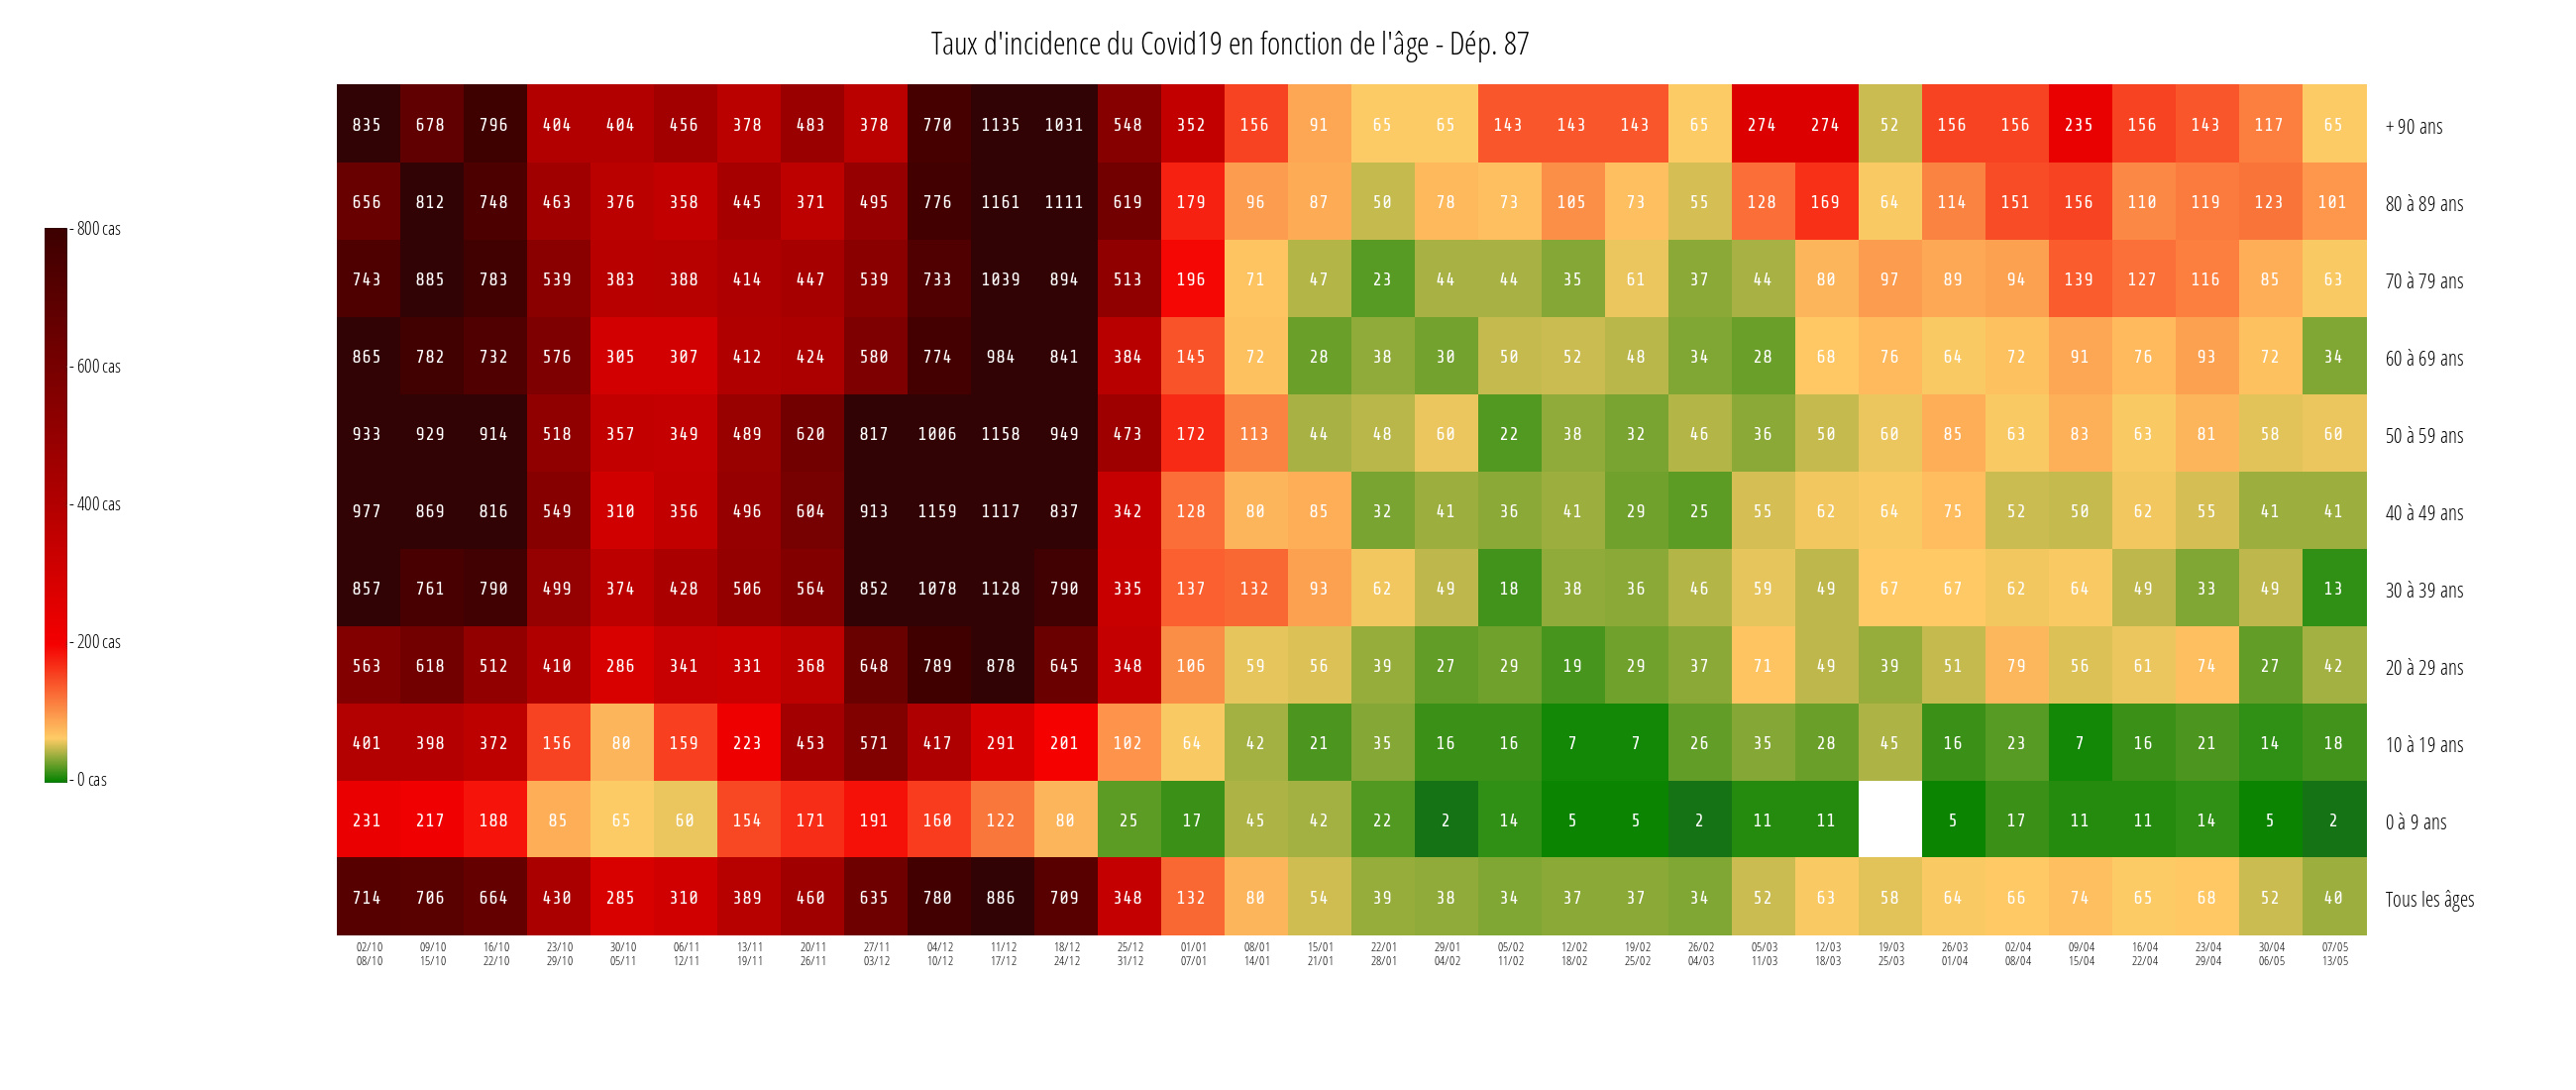 Taux d'incidence du Covid19 en fonction de l'âge - Dép. 87
835 678 796 404 404 456 378 483 378 770 1135 1031 548 352 156 91 65 65 143 143 143 65 274 274 52 156 156 235 156 143 117 65 + 90 ans
656 812 748 463 376 358 445 371 495 776 1161 1111 619 179 96 87 50 78 73 105 73 55 128 169 64 114 151 156 110 119 123 101 80 à 89 ans
743 885 783 539 383 388 414 447 539 733 1039 894 513 196 71 47 23 44 44 35 61 37 44 80 97 89 94 139 127 116 85 63 70 à 79 ans
865 782 732 576 305 307 412 424 580 774 984 841 384 145 72 28 38 30 50 52 48 34 28 68 76 64 72 91 76 93 72 34 60 à 69 ans
933 929 914 518 357 349 489 620 817 1006 1158 949 473 172 113 44 48 60 22 38 32 46 36 50 60 85 63 83 63 81 58 60 50 à 59 ans
977 869 816 549 310 356 496 604 913 1159 1117 837 342 128 80 85 32 41 36 41 29 25 55 62 64 75 52 50 62 55 41 41 40 à 49 ans
857 761 790 499 374 428 506 564 852 1078 1128 790 335 137 132 93 62 49 18 38 36 46 59 49 67 67 62 64 49 33 49 13 30 à 39 ans
563 618 512 410 286 341 331 368 648 789 878 645 348 106 59 56 39 27 29 19 29 37 71 49 39 51 79 56 61 74 27 42 20 à 29 ans
401 398 372 156 80 159 223 453 571 417 291 201 102 64 42 21 35 16 16 7 7 26 35 28 45 16 23 7 16 21 14 18 10 à 19 ans
231 217 188 85 65 60 154 171 191 160 122 80 25 17 45 42 22 2 14 5 5 2 11 11 5 17 11 11 14 5 2 0 à 9 ans
714 706 664 430 285 310 389 460 635 780 886 709 348 132 80 54 39 38 34 37 37 34 52 63 58 64 66 74 65 68 52 40 Tous les âges
02/10 09/10 16/10 23/10 30/10 06/11 13/11 20/11 27/11 04/12 11/12 18/12 25/12 01/01 08/01 15/01 22/01 29/01 05/02 12/02 19/02 26/02 05/03 12/03 19/03 26/03 02/04 09/04 16/04 23/04 30/04 07/05
08/10 15/10 22/10 29/10 05/11 12/11 19/11 26/11 03/12 10/12 17/12 24/12 31/12 07/01 14/01 21/01 28/01 04/02 11/02 18/02 25/02 04/03 11/03 18/03 25/03 01/04 08/04 15/04 22/04 29/04 06/05 13/05
- 800 cas
- 600 cas
- 400 cas
- 200 cas
- 0 cas